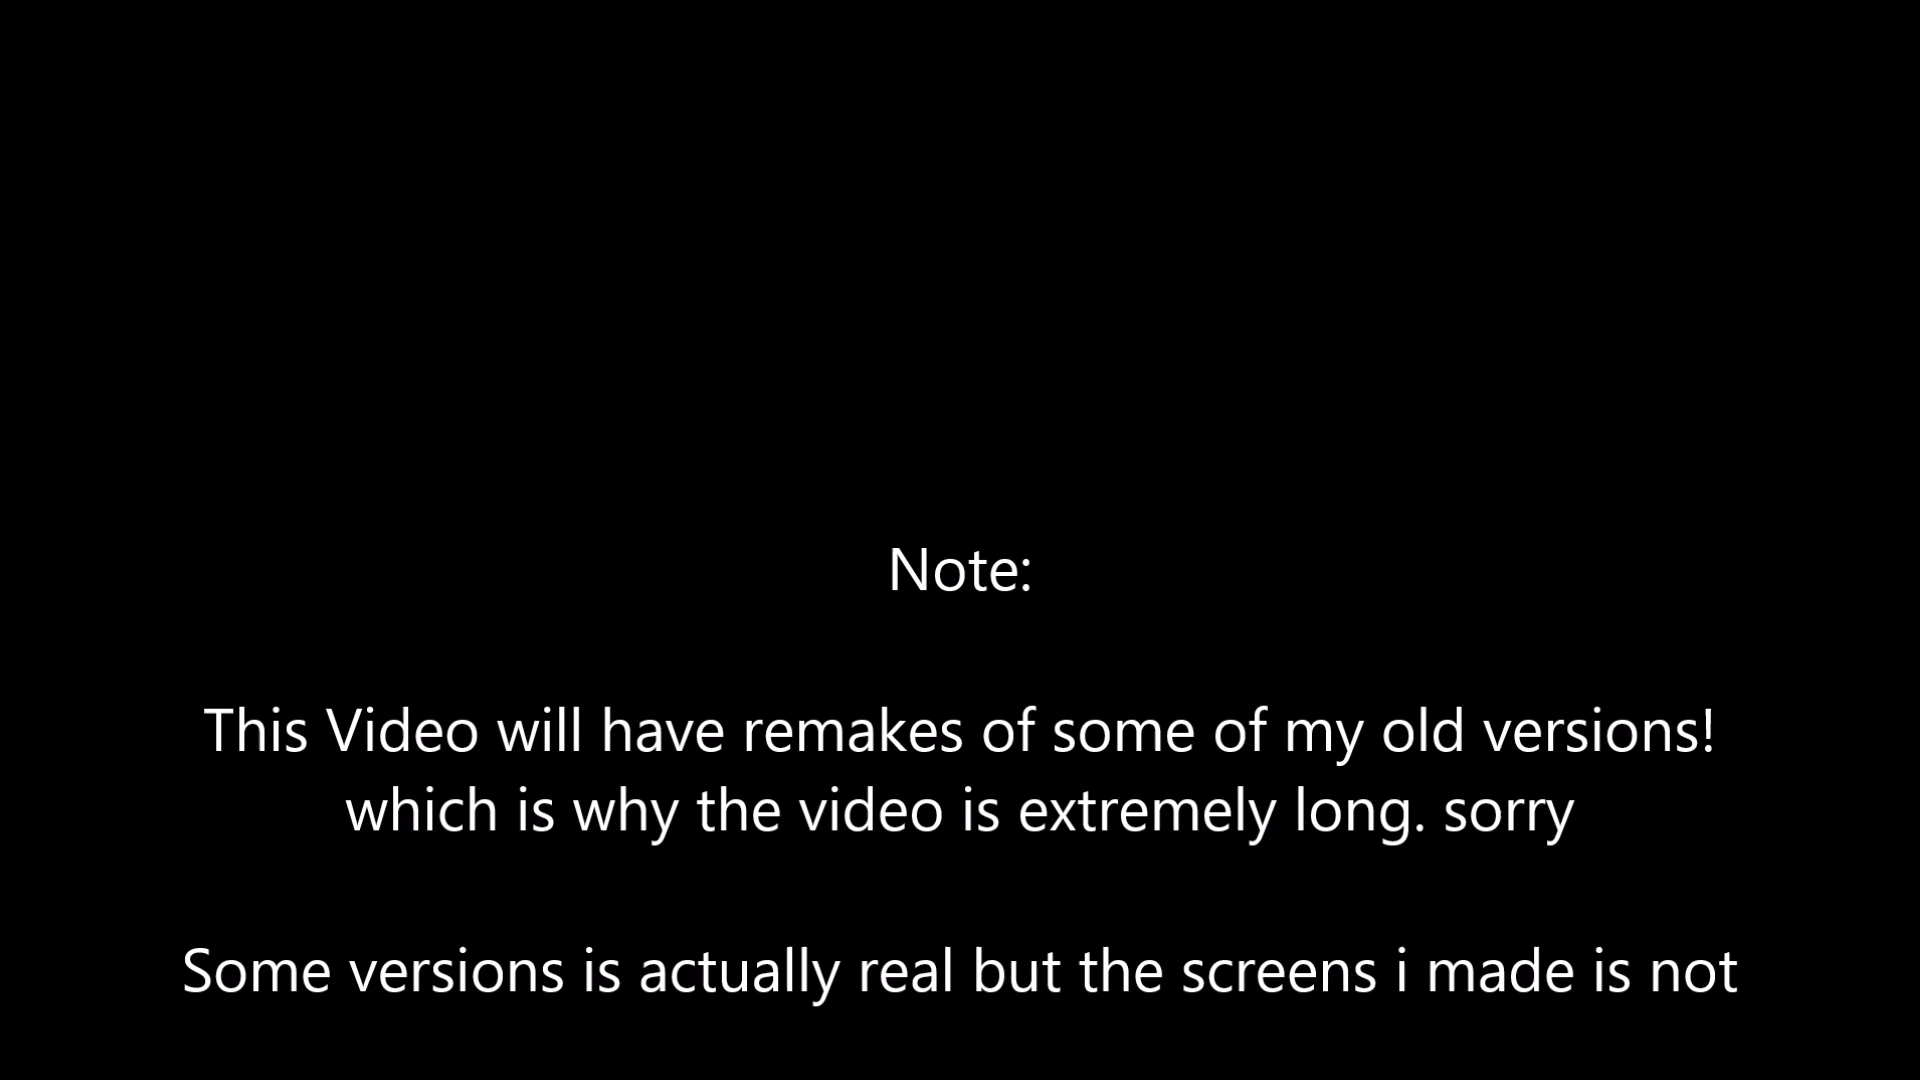 Note:
This Video will have remakes of some of my old versions!
which is why the video is extremely long. sorry
Some versions is actually real but the screens i made is not